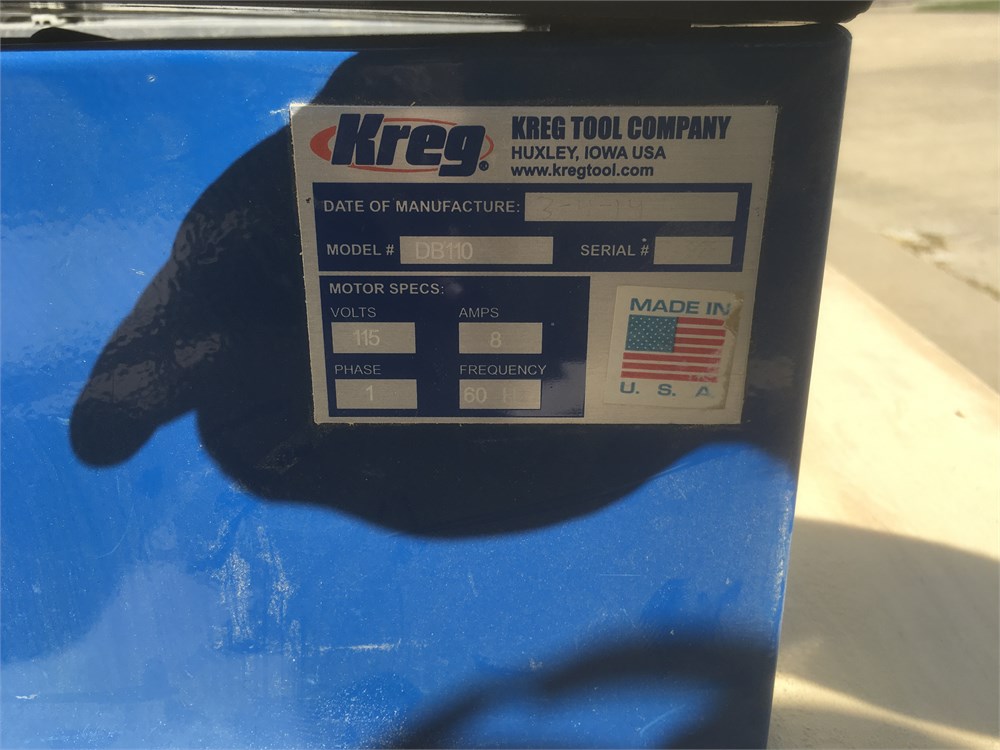 Kreg®
KREG TOOL COMPANY
HUXLEY, IOWA USA
www.kregtool.com
DATE OF MANUFACTURE:
MODEL # DB110 SERIAL #
MOTOR SPECS:
VOLTS AMPS
115 8
PHASE FREQUENCY
1 60
MADE IN
U. S. A